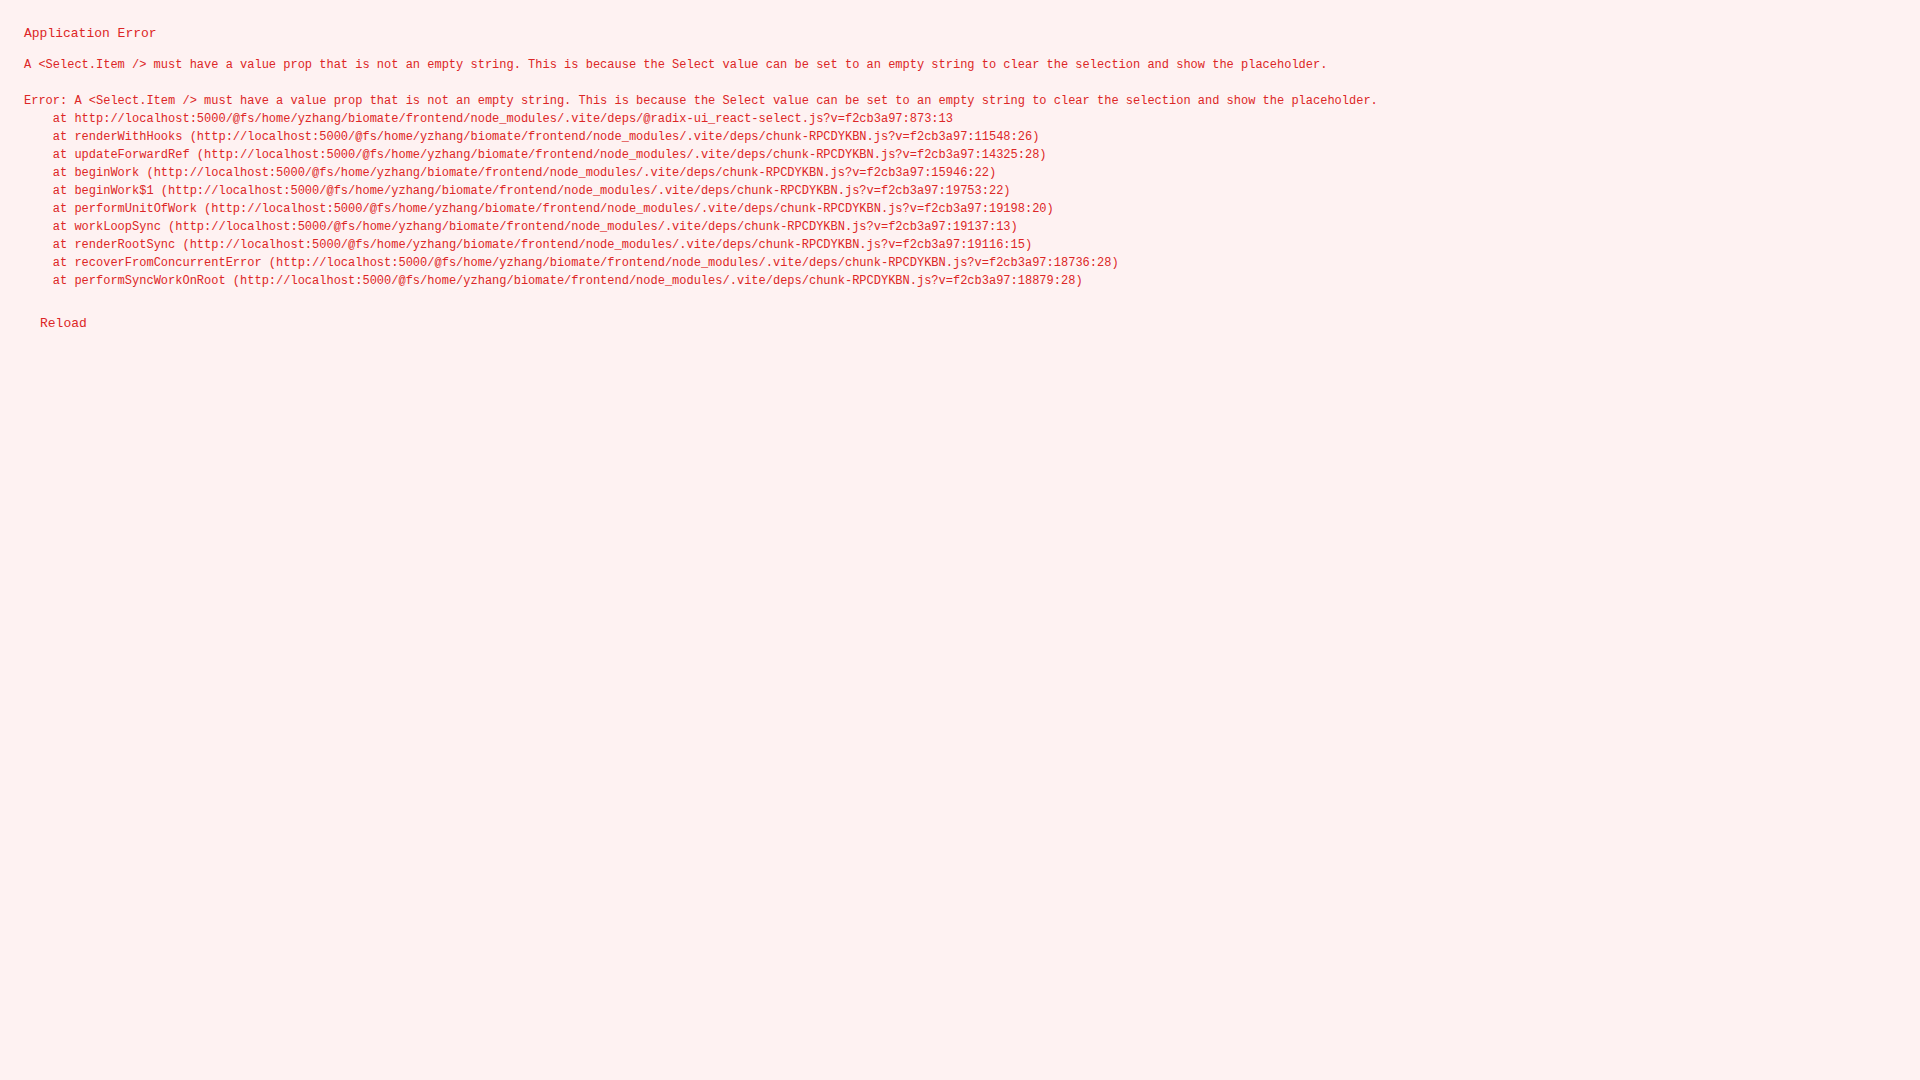 Application Error
A <Select.Item /> must have a value prop that is not an empty string. This is because the Select value can be set to an empty string to clear the selection and show the placeholder.
Error: A <Select.Item /> must have a value prop that is not an empty string. This is because the Select value can be set to an empty string to clear the selection and show the placeholder.
    at http://localhost:5000/@fs/home/yzhang/biomate/frontend/node_modules/.vite/deps/@radix-ui_react-select.js?v=f2cb3a97:873:13
    at renderWithHooks (http://localhost:5000/@fs/home/yzhang/biomate/frontend/node_modules/.vite/deps/chunk-RPCDYKBN.js?v=f2cb3a97:11548:26)
    at updateForwardRef (http://localhost:5000/@fs/home/yzhang/biomate/frontend/node_modules/.vite/deps/chunk-RPCDYKBN.js?v=f2cb3a97:14325:28)
    at beginWork (http://localhost:5000/@fs/home/yzhang/biomate/frontend/node_modules/.vite/deps/chunk-RPCDYKBN.js?v=f2cb3a97:15946:22)
    at beginWork$1 (http://localhost:5000/@fs/home/yzhang/biomate/frontend/node_modules/.vite/deps/chunk-RPCDYKBN.js?v=f2cb3a97:19753:22)
    at performUnitOfWork (http://localhost:5000/@fs/home/yzhang/biomate/frontend/node_modules/.vite/deps/chunk-RPCDYKBN.js?v=f2cb3a97:19198:20)
    at workLoopSync (http://localhost:5000/@fs/home/yzhang/biomate/frontend/node_modules/.vite/deps/chunk-RPCDYKBN.js?v=f2cb3a97:19137:13)
    at renderRootSync (http://localhost:5000/@fs/home/yzhang/biomate/frontend/node_modules/.vite/deps/chunk-RPCDYKBN.js?v=f2cb3a97:19116:15)
    at recoverFromConcurrentError (http://localhost:5000/@fs/home/yzhang/biomate/frontend/node_modules/.vite/deps/chunk-RPCDYKBN.js?v=f2cb3a97:18736:28)
    at performSyncWorkOnRoot (http://localhost:5000/@fs/home/yzhang/biomate/frontend/node_modules/.vite/deps/chunk-RPCDYKBN.js?v=f2cb3a97:18879:28)
Reload